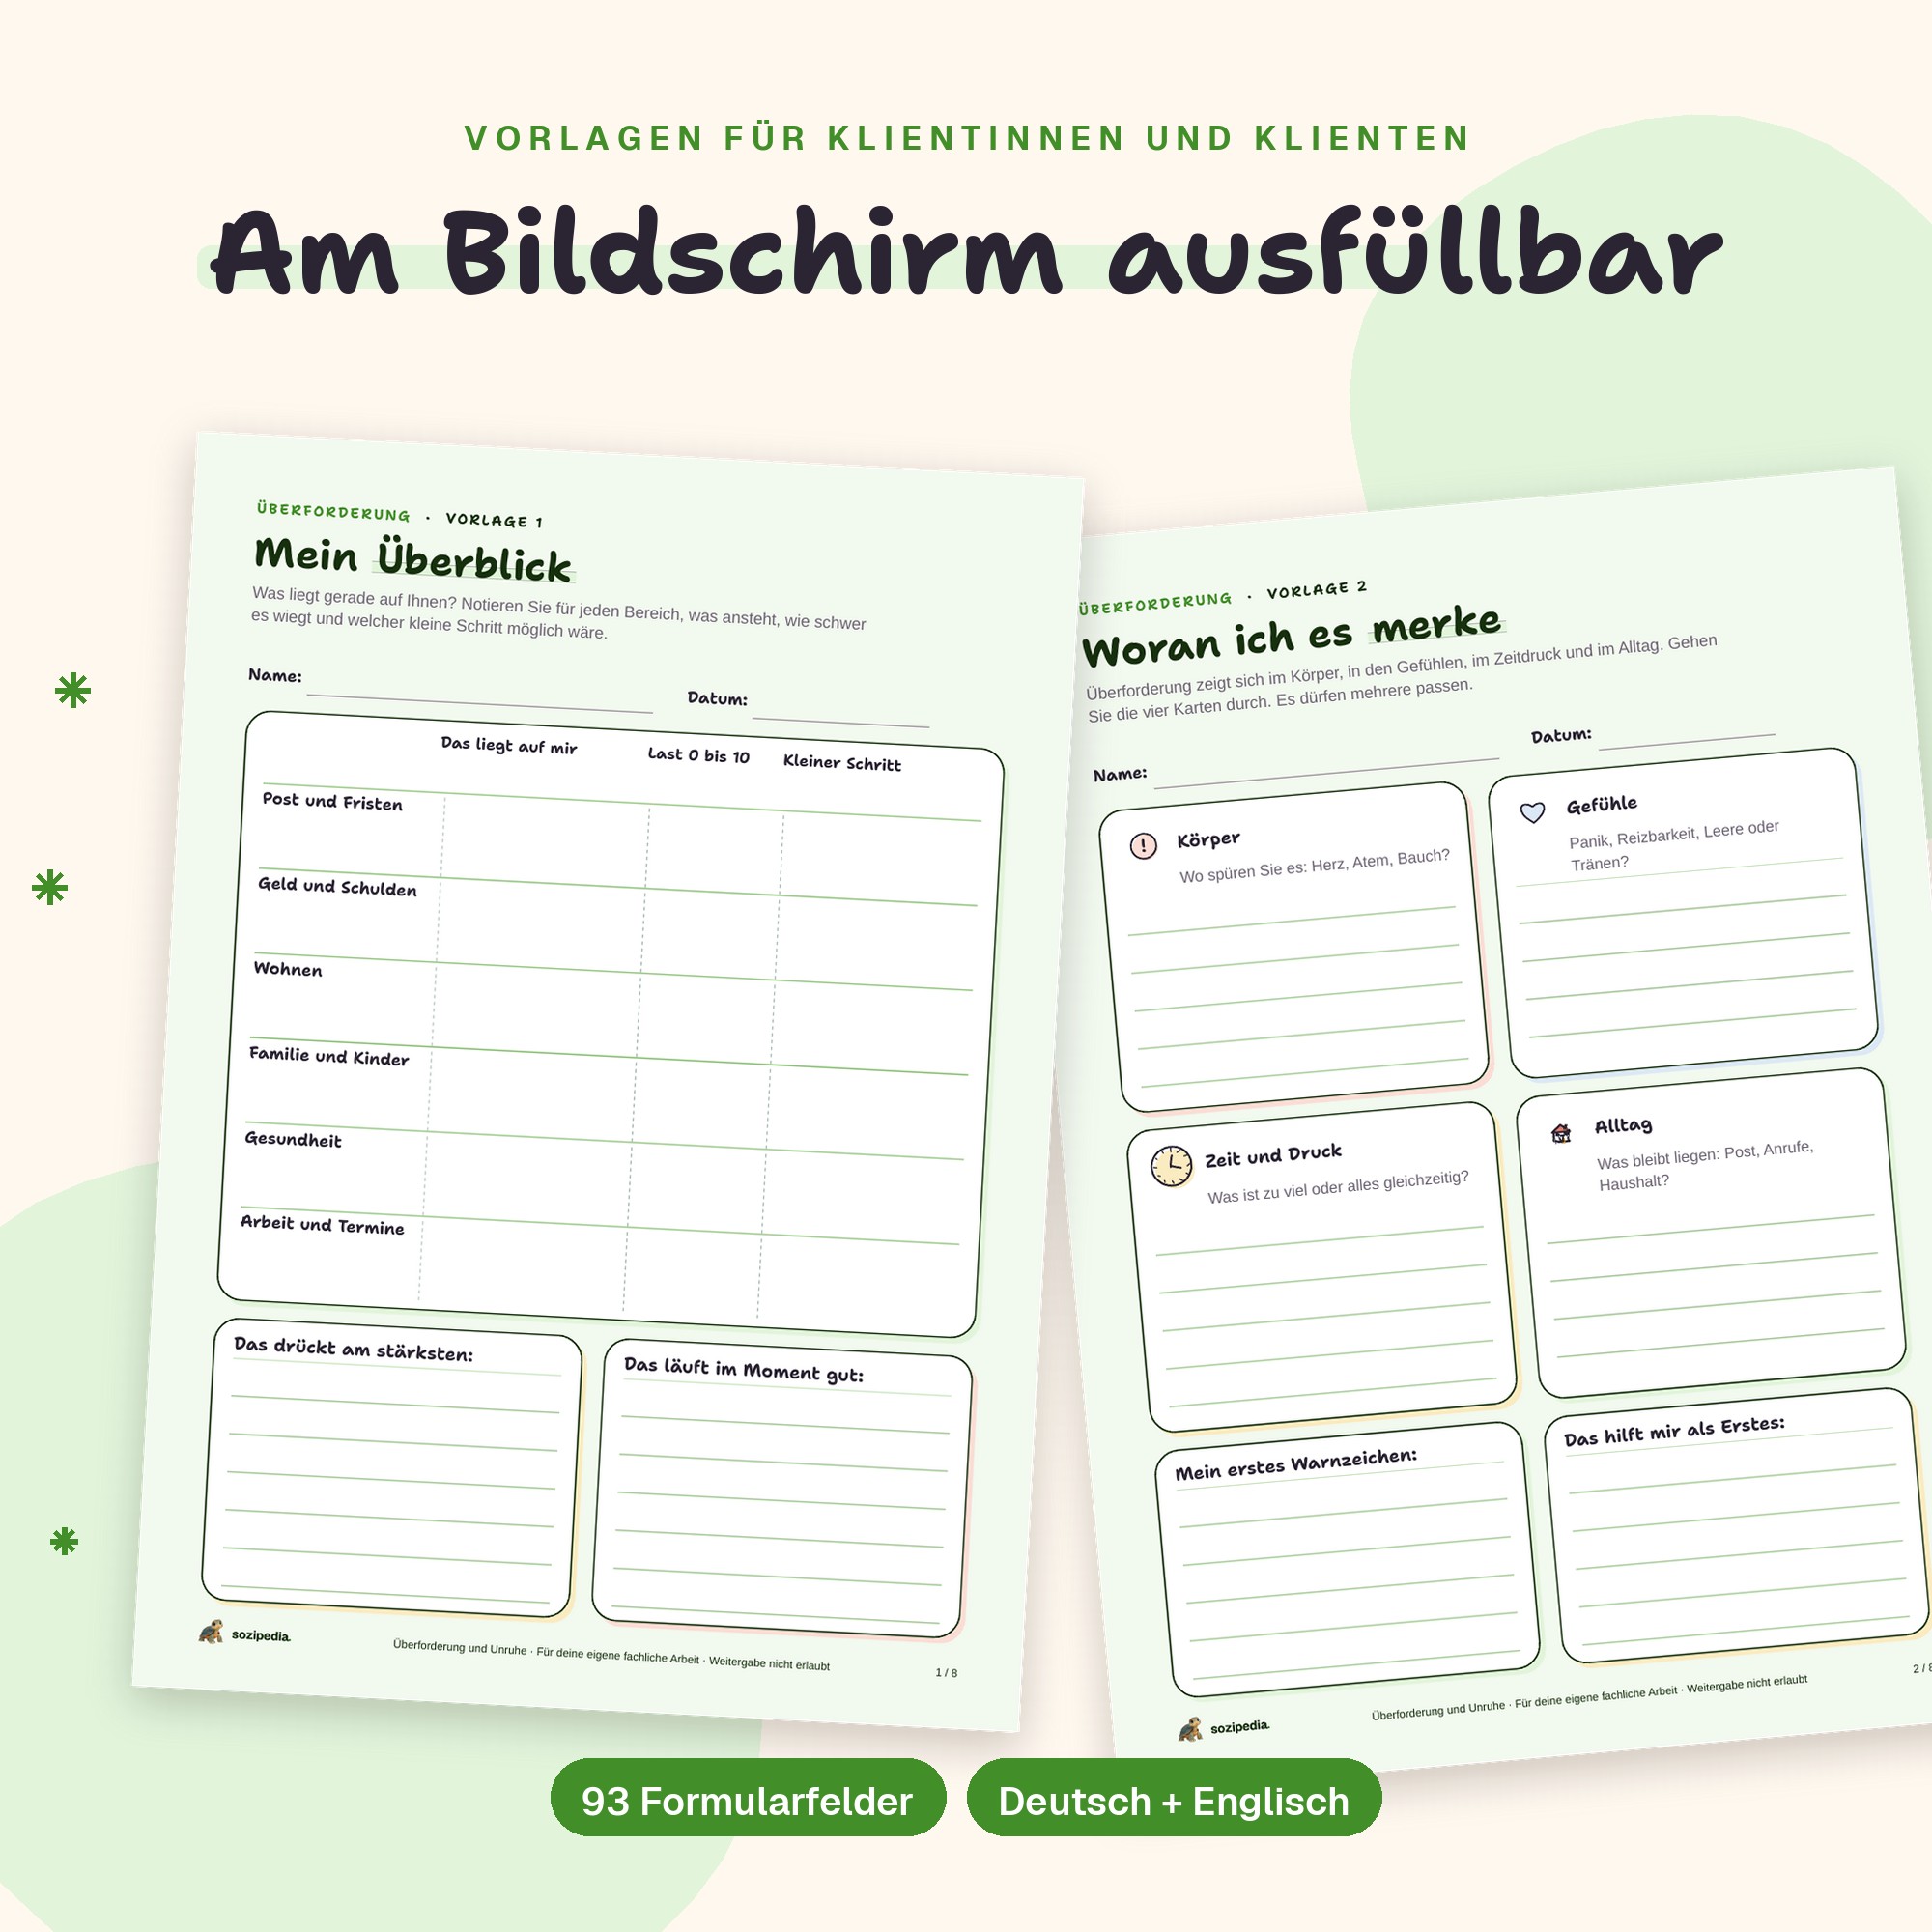 VORLAGEN FÜR KLIENTINNEN UND KLIENTEN
Am Bildschirm ausfüllbar
ÜBERFORDERUNG · VORLAGE 1
Mein Überblick
Was liegt gerade auf Ihnen? Notieren Sie für jeden Bereich, was ansteht, wie schwer
es wiegt und welcher kleine Schritt möglich wäre.
Name: Datum:
Das liegt auf mir Last 0 bis 10 Kleiner Schritt
Post und Fristen
Geld und Schulden
Wohnen
Familie und Kinder
Gesundheit
Arbeit und Termine
Das drückt am stärksten:
Das läuft im Moment gut:
sozipedia.
Überforderung und Unruhe · Für deine eigene fachliche Arbeit · Weitergabe nicht erlaubt
1 / 8
ÜBERFORDERUNG · VORLAGE 2
Woran ich es merke
Überforderung zeigt sich im Körper, in den Gefühlen, im Zeitdruck und im Alltag. Gehen
Sie die vier Karten durch. Es dürfen mehrere passen.
Name: Datum:
Körper
Wo spüren Sie es: Herz, Atem, Bauch?
Gefühle
Panik, Reizbarkeit, Leere oder
Tränen?
Zeit und Druck
Was ist zu viel oder alles gleichzeitig?
Alltag
Was bleibt liegen: Post, Anrufe,
Haushalt?
Mein erstes Warnzeichen:
Das hilft mir als Erstes:
sozipedia.
Überforderung und Unruhe · Für deine eigene fachliche Arbeit · Weitergabe nicht erlaubt
2 / 8
93 Formularfelder
Deutsch + Englisch